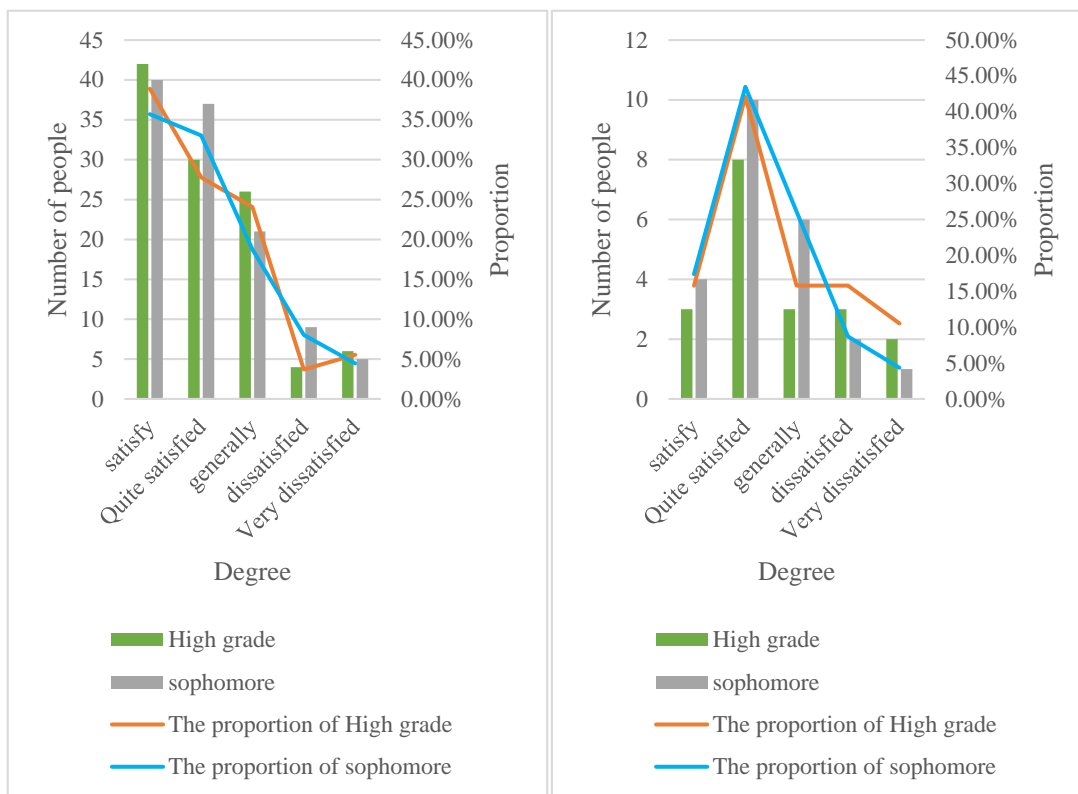 45
40
35
30
25
20
15
10
5
0
Number of people
45.00%
40.00%
35.00%
30.00%
25.00%
20.00%
15.00%
10.00%
5.00%
0.00%
Proportion
satisfy
Quite satisfied
generally
dissatisfied
Very dissatisfied
Degree
High grade
sophomore
The proportion of High grade
The proportion of sophomore
12
10
8
6
4
2
0
Number of people
50.00%
45.00%
40.00%
35.00%
30.00%
25.00%
20.00%
15.00%
10.00%
5.00%
0.00%
Proportion
satisfy
Quite satisfied
generally
dissatisfied
Very dissatisfied
Degree
High grade
sophomore
The proportion of High grade
The proportion of sophomore